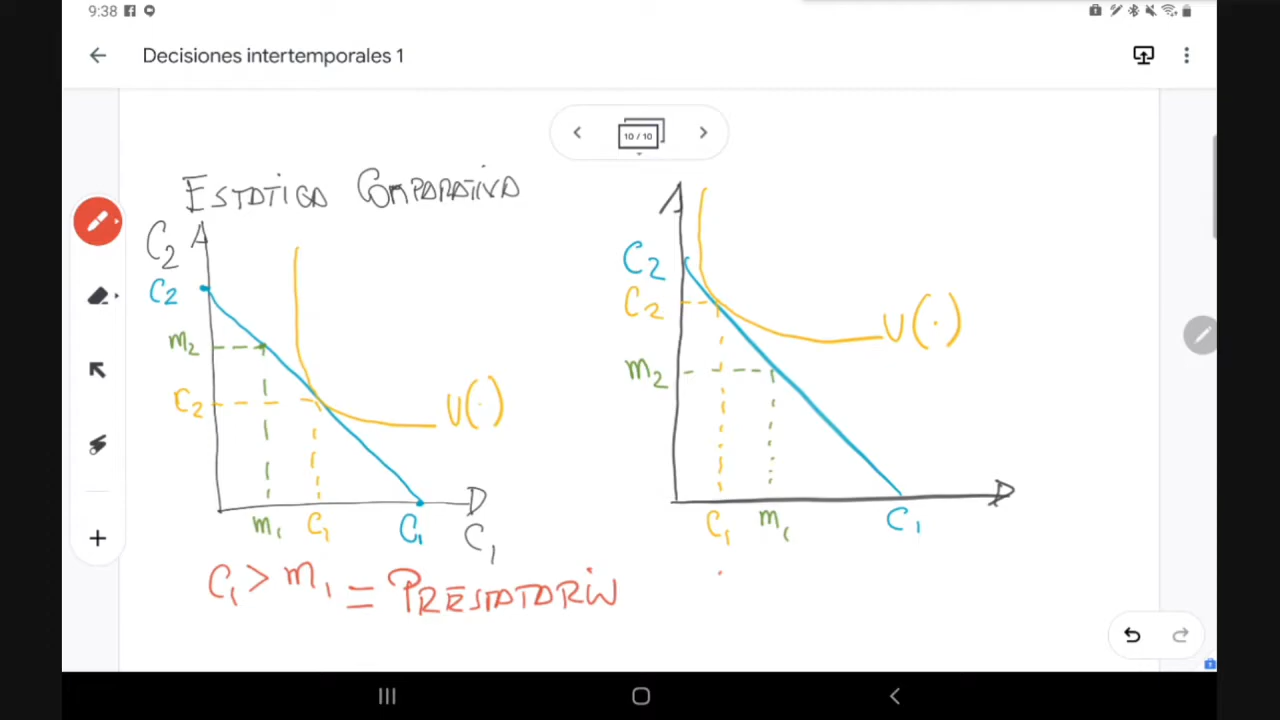 9:38
Decisiones intertemporales 1
10 / 10
ESTATICA COMPARATIVA
C2
C2
m2
C2
U(·)
m1
C1
C1
C1
C2
C2
U(·)
m2
C1
m1
C1
C1 > m1 = PRESTATARIO